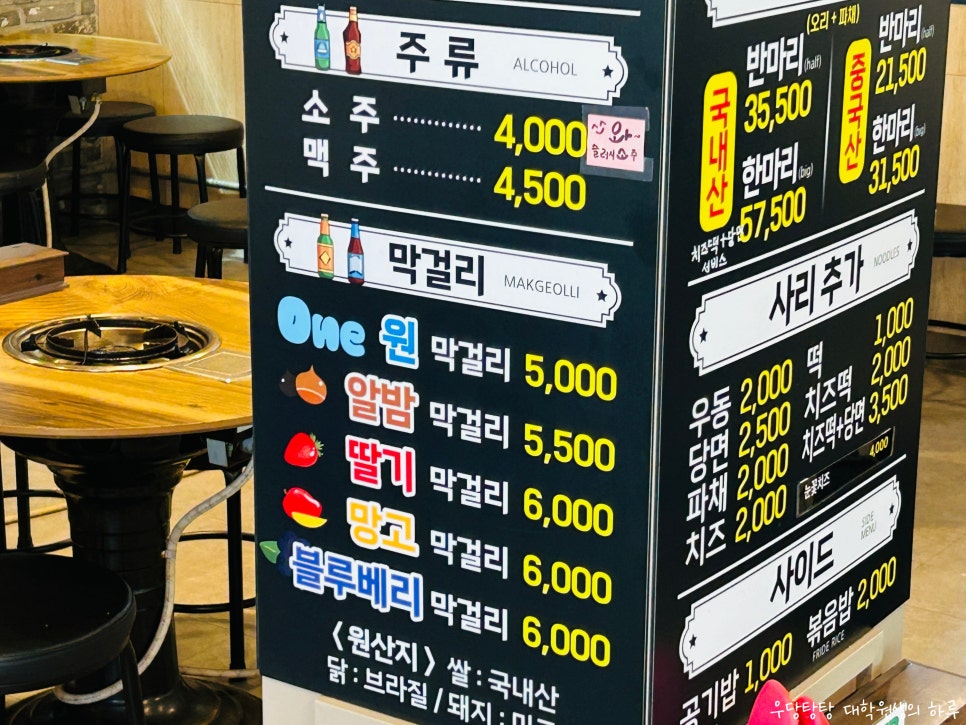 주류 ALCOHOL
소주 ············ 4,000
와~
슬러시소주
맥주 ············ 4,500
막걸리 MAKGEOLLI
One 원 막걸리 5,000
알밤 막걸리 5,500
딸기 막걸리 6,000
망고 막걸리 6,000
블루베리 막걸리 6,000
<원산지> 쌀 : 국내산
닭 : 브라질 / 돼지 :
(오리 + 파채)
국내산
반마리(half)
35,500
한마리(big)
57,500
치즈떡+당면
서비스
중국산
반마리(half)
21,500
한마리(big)
31,500
사리 추가 NOODLES
우동 2,000
당면 2,500
파채 2,000
치즈 2,000
떡 1,000
치즈떡 2,000
치즈떡+당면 3,500
눈꽃치즈 4,000
사이드 SIDE MENU
공기밥 1,000
볶음밥 2,000
FRIDE RICE
우당탕탕 대학원생의 하루